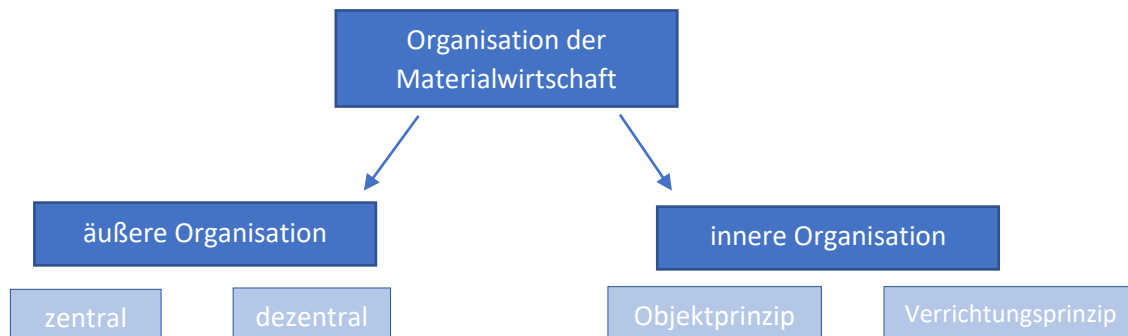 Organisation der
Materialwirtschaft
äußere Organisation
innere Organisation
zentral
dezentral
Objektprinzip
Verrichtungsprinzip